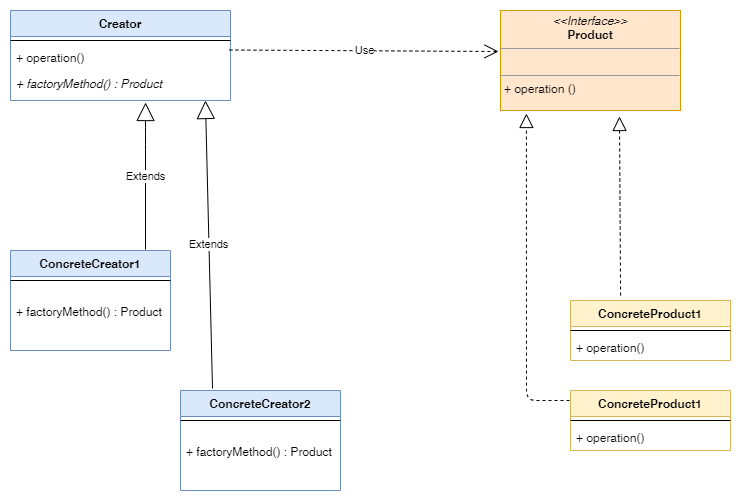 Creator
+ operation()
+ factoryMethod() : Product
Use
<<Interface>>
Product
+ operation ()
Extends
Extends
ConcreteCreator1
+ factoryMethod() : Product
ConcreteCreator2
+ factoryMethod() : Product
ConcreteProduct1
+ operation()
ConcreteProduct1
+ operation()